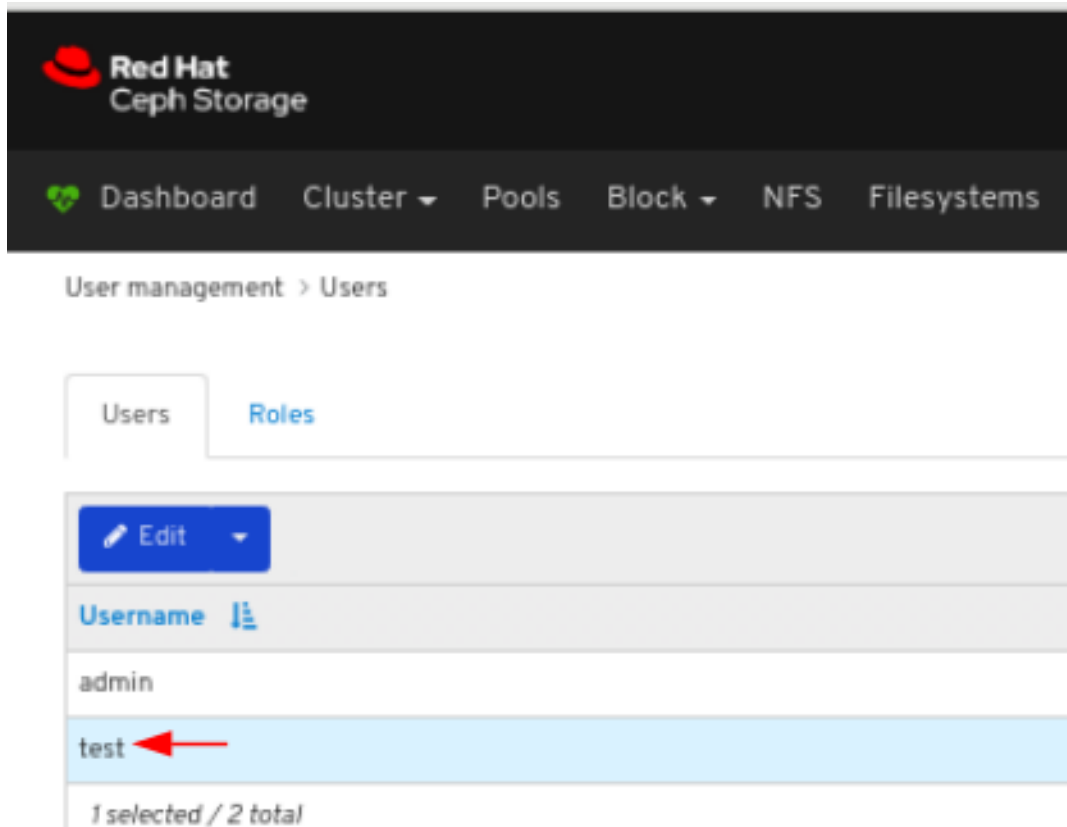 Red Hat
Ceph Storage
Dashboard Cluster Pools Block NFS Filesystems
User management > Users
Users Roles
Edit
Username
admin
test
1 selected / 2 total